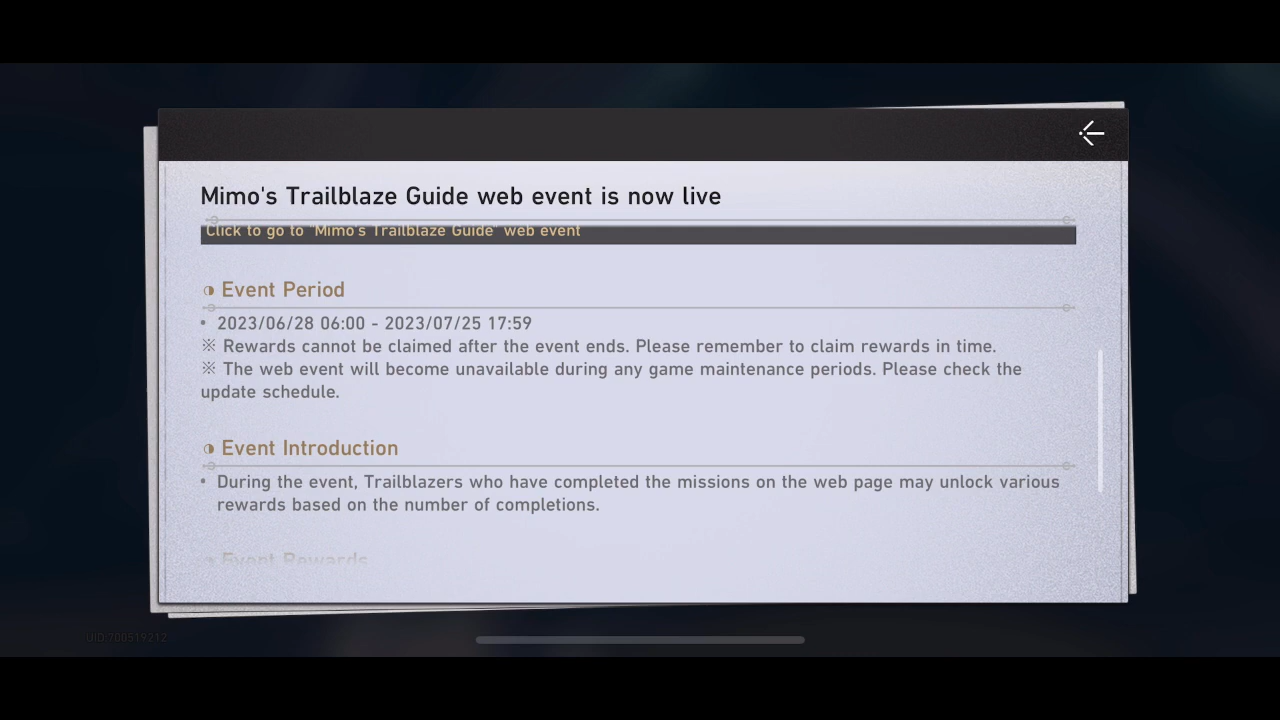 Mimo's Trailblaze Guide web event is now live
Click to go to "Mimo's Trailblaze Guide" web event
Event Period
• 2023/06/28 06:00 - 2023/07/25 17:59
※ Rewards cannot be claimed after the event ends. Please remember to claim rewards in time.
※ The web event will become unavailable during any game maintenance periods. Please check the
update schedule.
Event Introduction
• During the event, Trailblazers who have completed the missions on the web page may unlock various
rewards based on the number of completions.
Event Rewards
UID:700519212